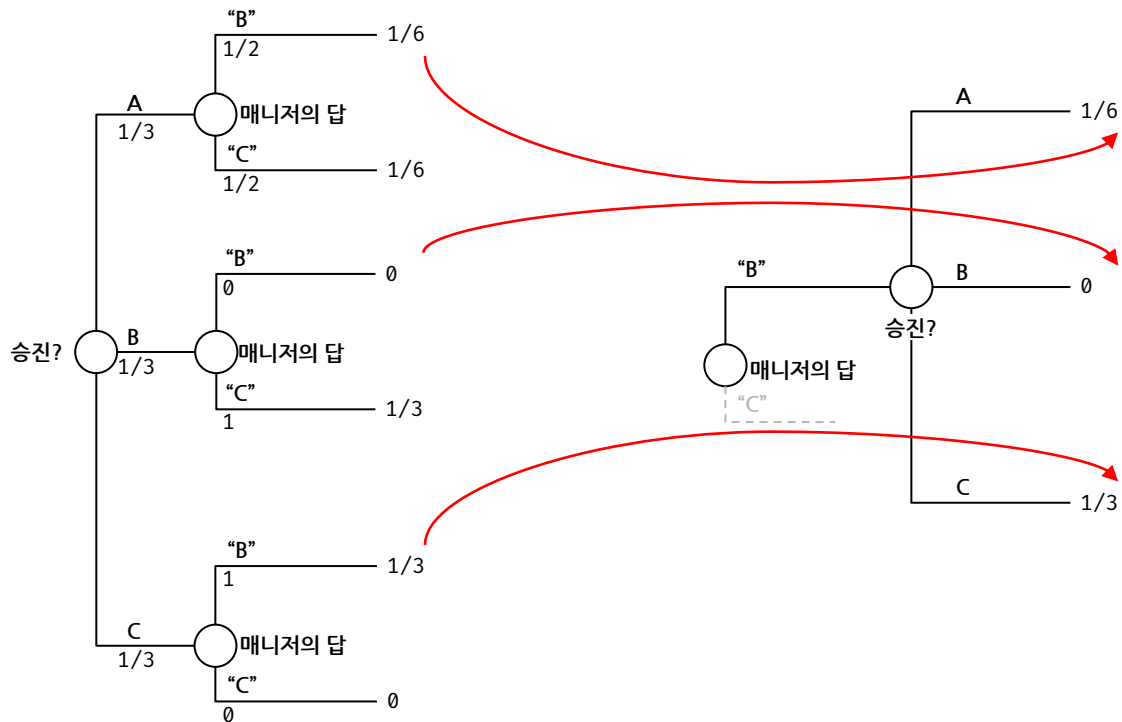 “B”
1/2
1/6
A
1/3
매니저의 답
“C”
1/2
1/6
“B”
0
0
승진?
B
1/3
매니저의 답
“C”
1
1/3
“B”
1
1/3
C
1/3
매니저의 답
“C”
0
0
A
1/6
“B”
B
0
승진?
매니저의 답
“C”
C
1/3